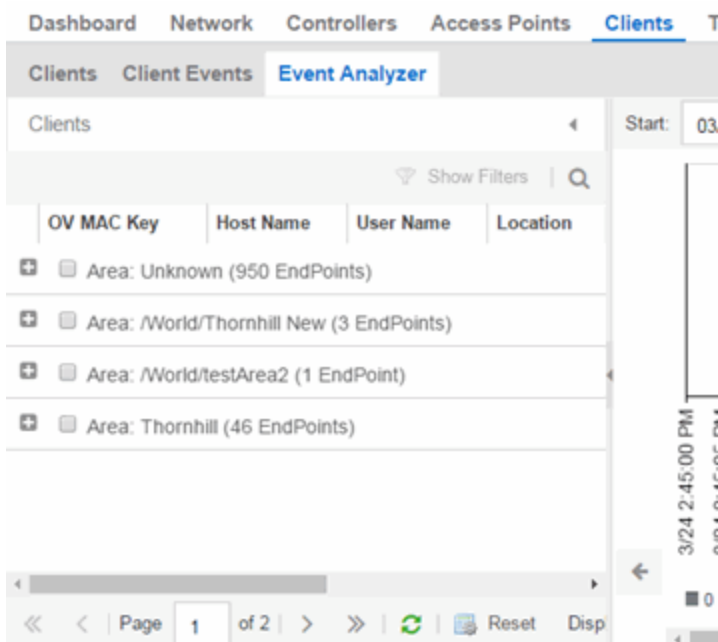 Dashboard Network Controllers Access Points Clients T
Clients Client Events Event Analyzer
Clients
Start: 03/
Show Filters
OV MAC Key Host Name User Name Location
Area: Unknown (950 EndPoints)
Area: /World/Thornhill New (3 EndPoints)
Area: /World/testArea2 (1 EndPoint)
Area: Thornhill (46 EndPoints)
3/24 2:45:00 PM
0
Page 1 of 2 Reset Disp